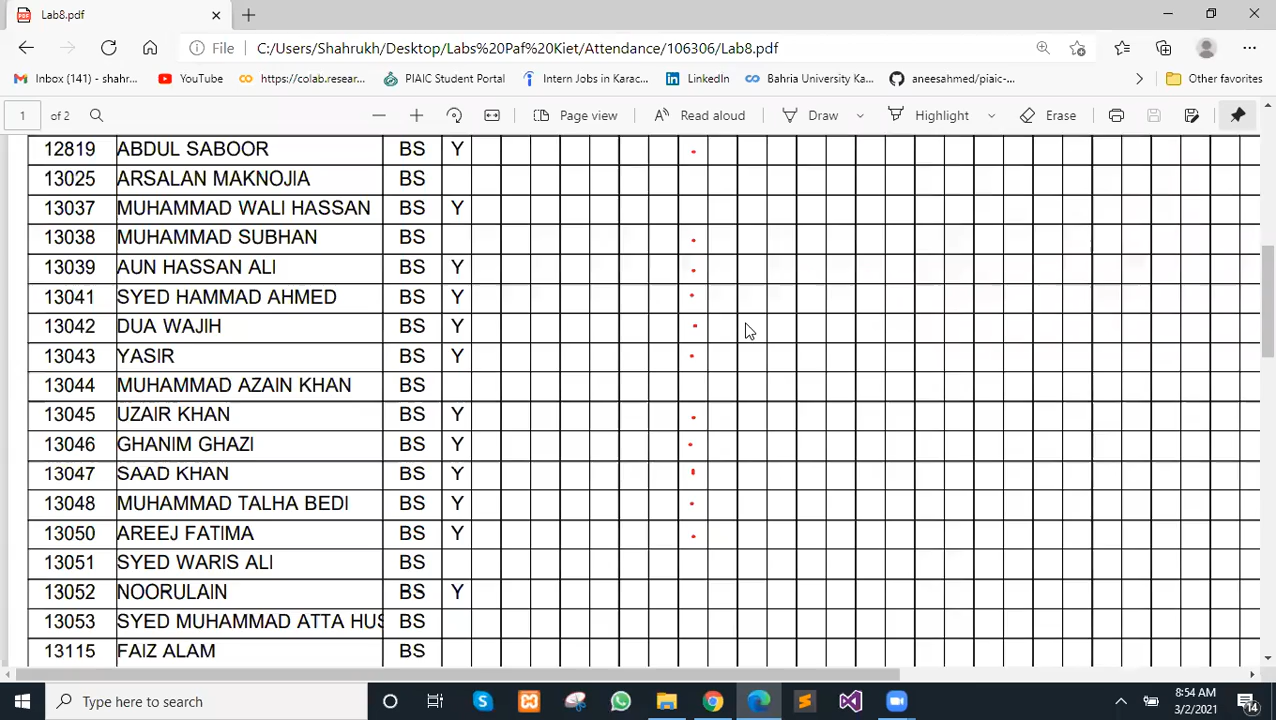 Lab8.pdf
File C:/Users/Shahrukh/Desktop/Labs%20Paf%20Kiet/Attendance/106306/Lab8.pdf
Inbox (141) - shahr... YouTube https://colab.resear... PIAIC Student Portal Intern Jobs in Karac... LinkedIn Bahria University Ka... aneesahmed/piaic-... Other favorites
1 of 2 Page view Read aloud Draw Highlight Erase
12819 ABDUL SABOOR BS Y
13025 ARSALAN MAKNOJIA BS
13037 MUHAMMAD WALI HASSAN BS Y
13038 MUHAMMAD SUBHAN BS
13039 AUN HASSAN ALI BS Y
13041 SYED HAMMAD AHMED BS Y
13042 DUA WAJIH BS Y
13043 YASIR BS Y
13044 MUHAMMAD AZAIN KHAN BS
13045 UZAIR KHAN BS Y
13046 GHANIM GHAZI BS Y
13047 SAAD KHAN BS Y
13048 MUHAMMAD TALHA BEDI BS Y
13050 AREEJ FATIMA BS Y
13051 SYED WARIS ALI BS
13052 NOORULAIN BS Y
13053 SYED MUHAMMAD ATTA HUS BS
13115 FAIZ ALAM BS
Type here to search 8:54 AM
3/2/2021 14